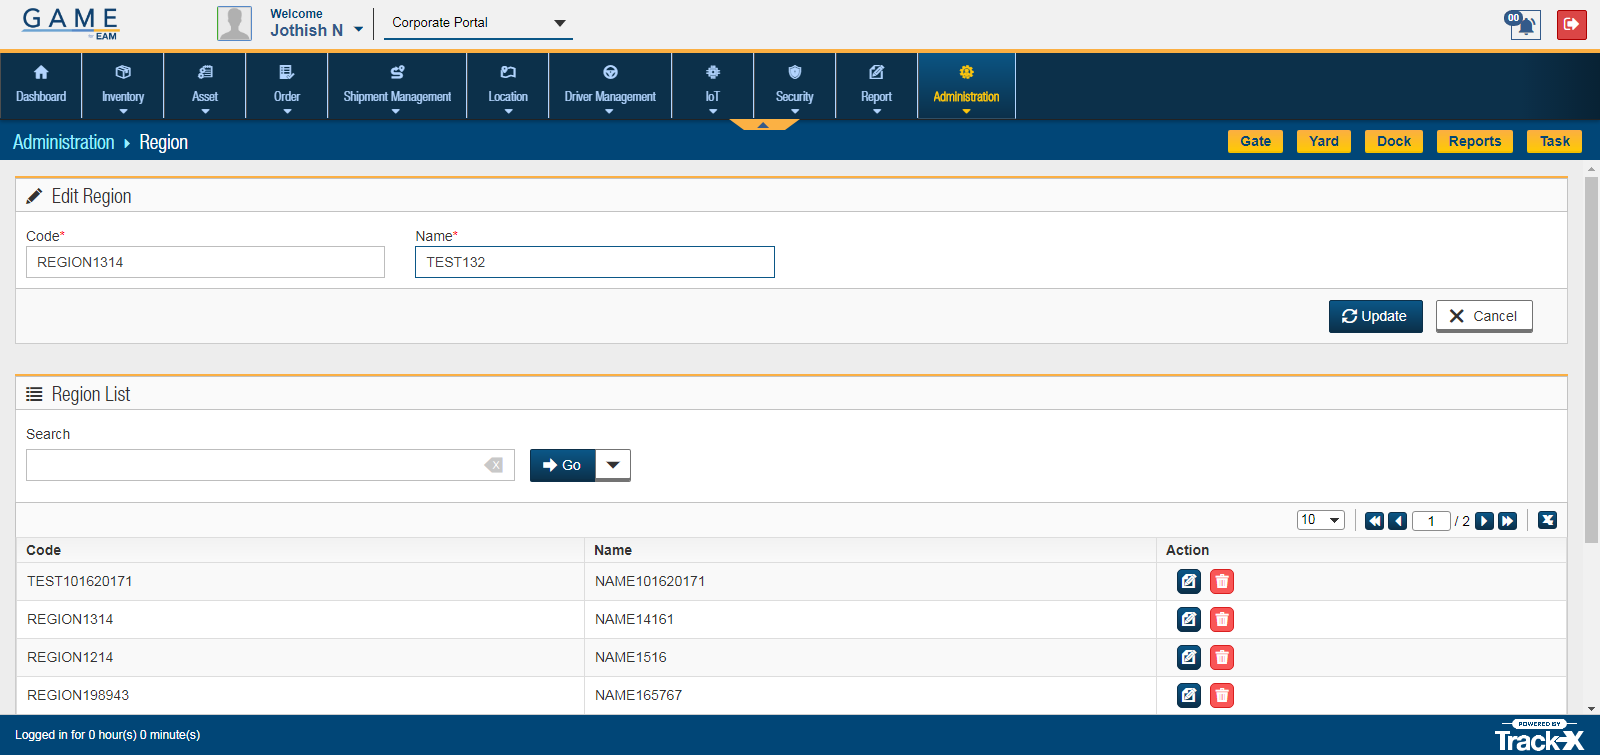 GAME
BY EAM
Welcome
Jothish N
Corporate Portal
00
Dashboard
Inventory
Asset
Order
Shipment Management
Location
Driver Management
IoT
Security
Report
Administration
Administration Region
Gate
Yard
Dock
Reports
Task
Edit Region
Code* Name*
REGION1314 TEST132
Update Cancel
Region List
Search
X Go
10 1 / 2
Code Name Action
TEST101620171 NAME101620171
REGION1314 NAME14161
REGION1214 NAME1516
REGION198943 NAME165767
Logged in for 0 hour(s) 0 minute(s)
POWERED BY
Track-X